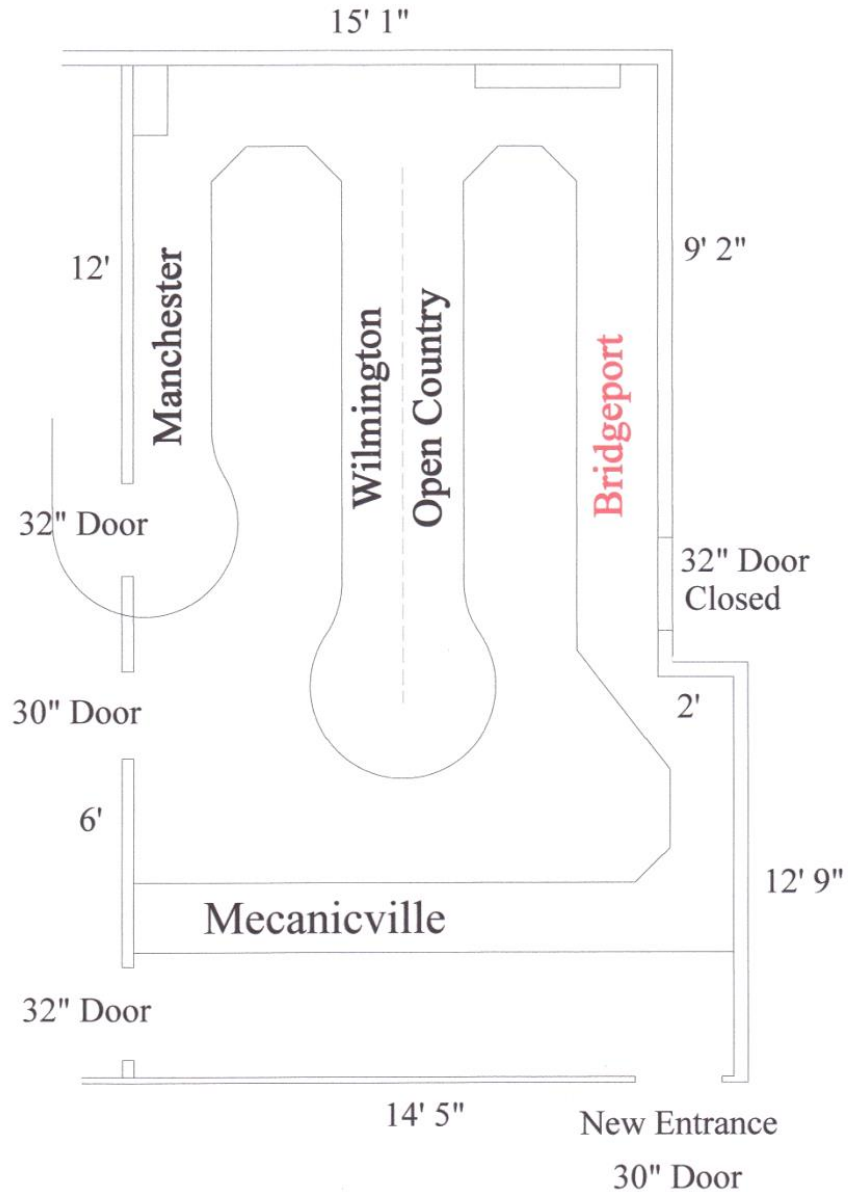 15' 1"
12'
9' 2"
Manchester
Wilmington
Open Country
Bridgeport
32" Door
32" Door
Closed
30" Door
2'
6'
12' 9"
Mecanicville
32" Door
14' 5"
New Entrance
30" Door